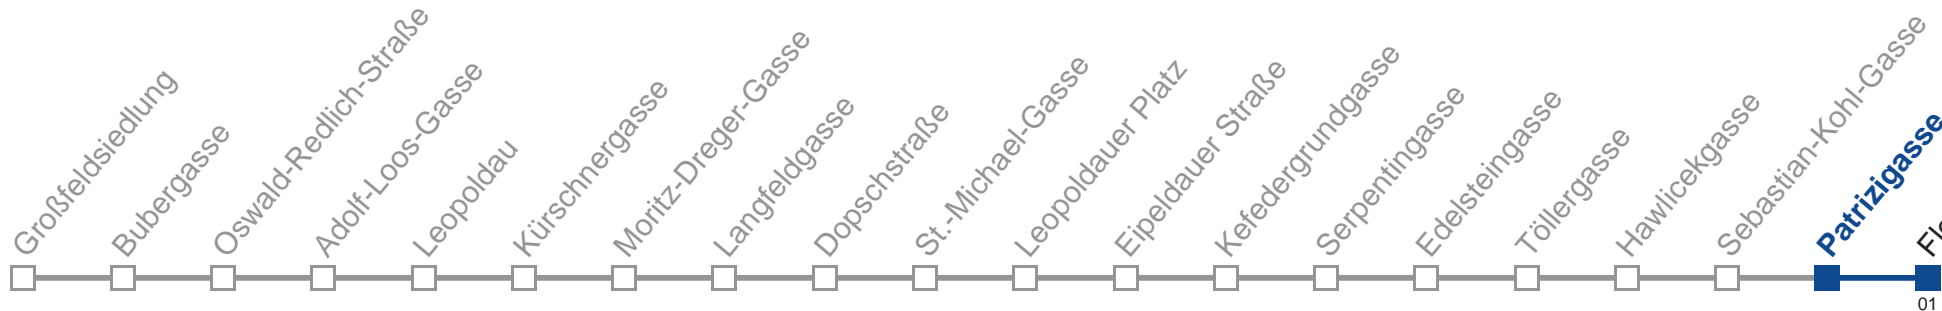 Großfeldsiedlung
Bubergasse
Oswald-Redlich-Straße
Adolf-Loos-Gasse
Leopoldau
Kürschnergasse
Moritz-Dreger-Gasse
Langfeldgasse
Dopschstraße
St.-Michael-Gasse
Leopoldauer Platz
Eipeldauer Straße
Kefedergrundgasse
Serpentingasse
Edelsteingasse
Töllergasse
Hawlicekgasse
Sebastian-Kohl-Gasse
Patrizigasse
01